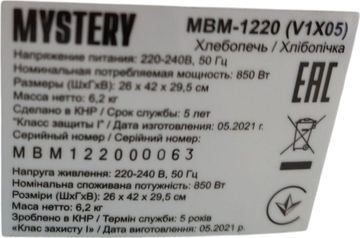 MYSTERY
MBM-1220 (V1X05)
Хлебопечь / Хлібопічка
Напряжение питания: 220-240В, 50 Гц
Номинальная потребляемая мощность: 850 Вт
Размеры (ШхГхВ): 26 x 42 x 29,5 см
Масса нетто: 6,2 кг
Сделано в КНР / Срок службы: 5 лет
"Класс защиты I" / Дата изготовления: 05.2021 г.
Серийный номер / Серійний номер:
MBM122000063
Напруга живлення: 220-240 В, 50 Гц
Номінальна споживана потужність: 850 Вт
Розміри (ШхГхВ): 26 x 42 x 29,5 см
Масса нетто: 6,2 кг
Зроблено в КНР / Термін служби: 5 років
«Клас захисту I» / Дата виготовлення: 05.2021 р.
EAC